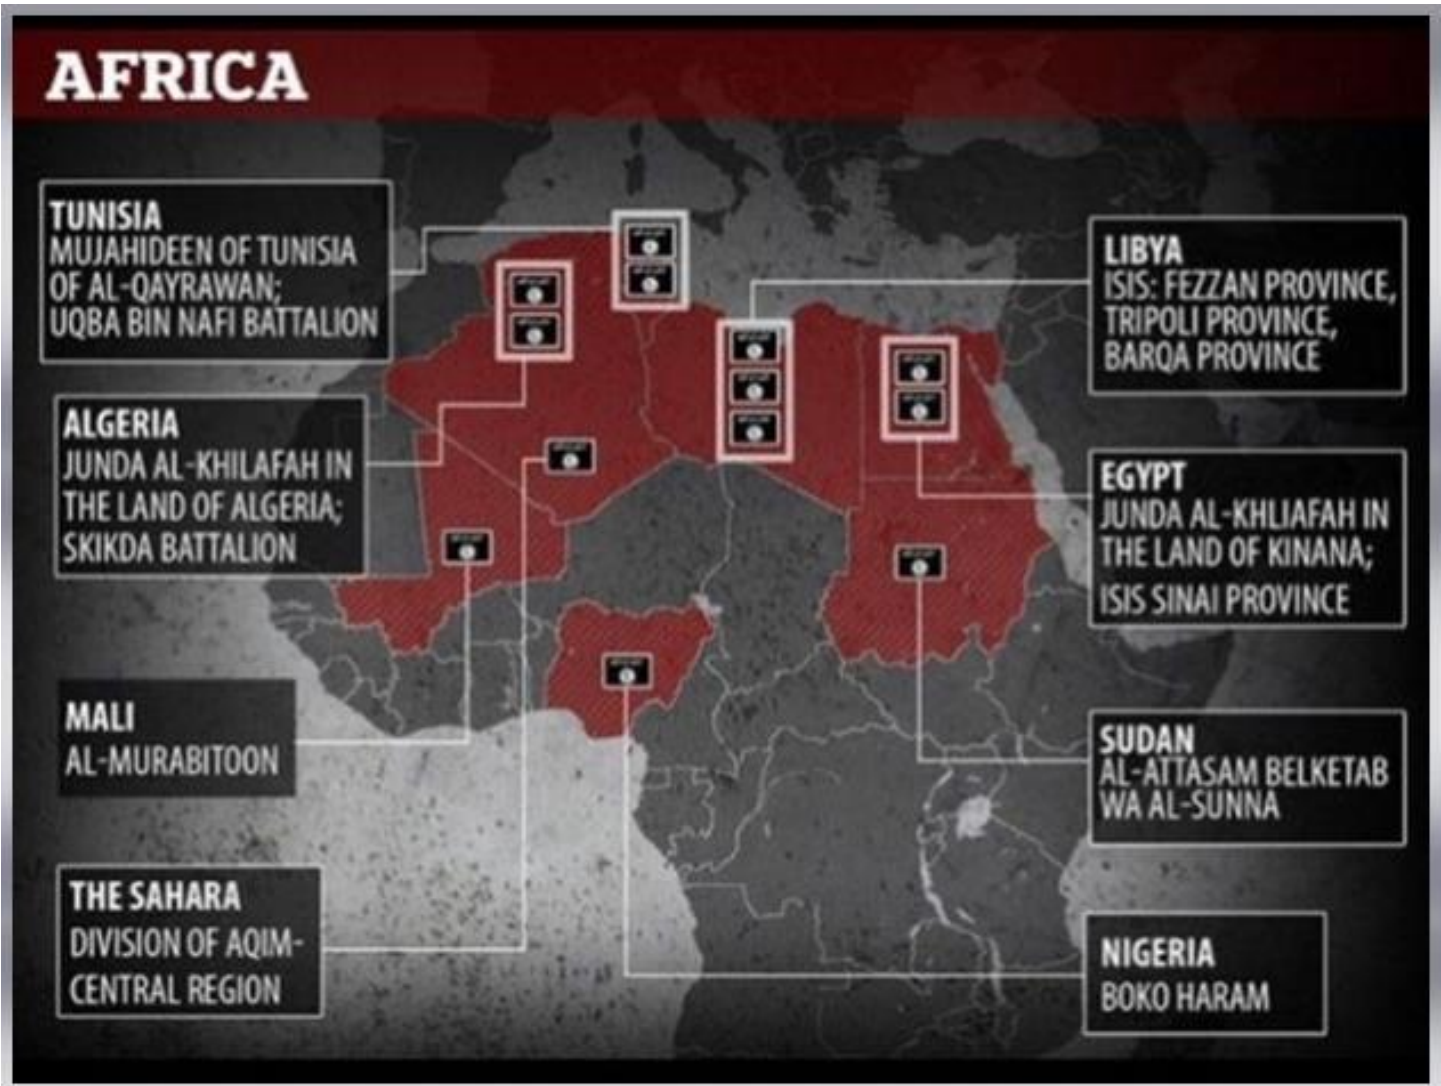 AFRICA
TUNISIA
MUJAHIDEEN OF TUNISIA
OF AL-QAYRAWAN;
UQBA BIN NAFI BATTALION
ALGERIA
JUNDA AL-KHILAFAH IN
THE LAND OF ALGERIA;
SKIKDA BATTALION
MALI
AL-MURABITOON
THE SAHARA
DIVISION OF AQIM-
CENTRAL REGION
LIBYA
ISIS: FEZZAN PROVINCE,
TRIPOLI PROVINCE,
BARQA PROVINCE
EGYPT
JUNDA AL-KHLIAFAH IN
THE LAND OF KINANA;
ISIS SINAI PROVINCE
SUDAN
AL-ATTASAM BELKETAB
WA AL-SUNNA
NIGERIA
BOKO HARAM